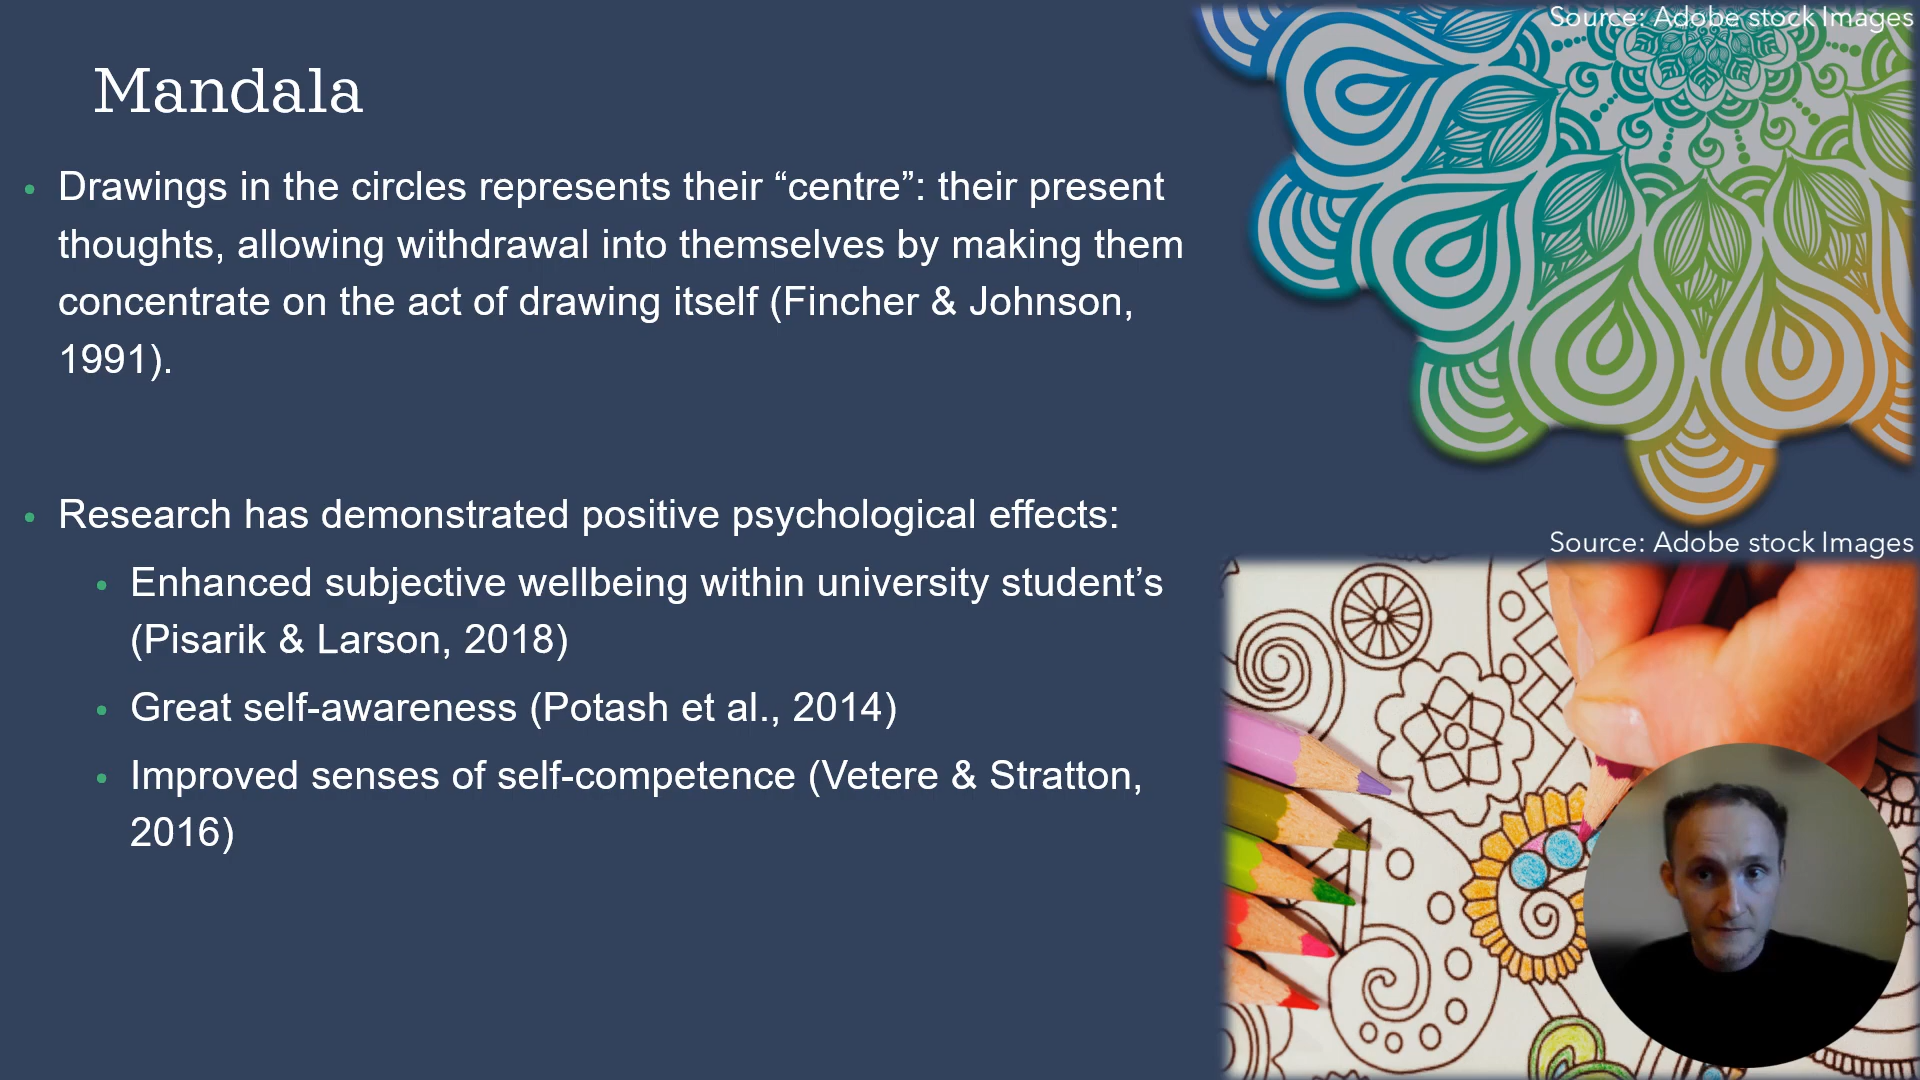 Source: Adobe stock Images
Mandala
Drawings in the circles represents their “centre”: their present
thoughts, allowing withdrawal into themselves by making them
concentrate on the act of drawing itself (Fincher & Johnson,
1991).
Research has demonstrated positive psychological effects:
Source: Adobe stock Images
Enhanced subjective wellbeing within university student’s
(Pisarik & Larson, 2018)
Great self-awareness (Potash et al., 2014)
Improved senses of self-competence (Vetere & Stratton,
2016)